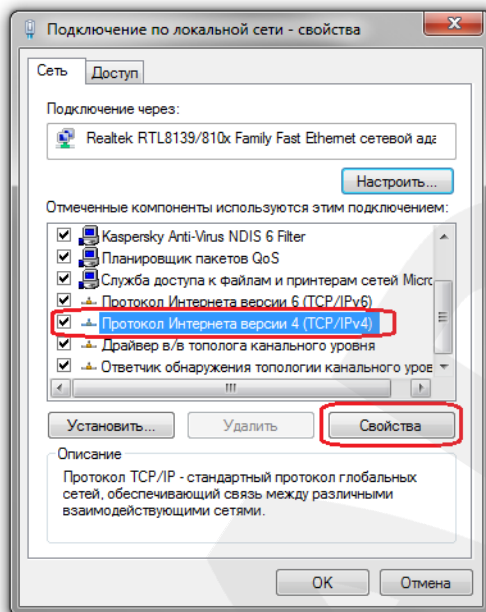 Подключение по локальной сети - свойства
Сеть
Доступ
Подключение через:
Realtek RTL8139/810x Family Fast Ethernet сетевой ада
Настроить...
Отмеченные компоненты используются этим подключением:
Kaspersky Anti-Virus NDIS 6 Filter
Планировщик пакетов QoS
Служба доступа к файлам и принтерам сетей Micro
Протокол Интернета версии 6 (TCP/IPv6)
Протокол Интернета версии 4 (TCP/IPv4)
Драйвер в/в тополога канального уровня
Ответчик обнаружения топологии канального уров
Установить...
Удалить
Свойства
Описание
Протокол TCP/IP - стандартный протокол глобальных
сетей, обеспечивающий связь между различными
взаимодействующими сетями.
OK
Отмена